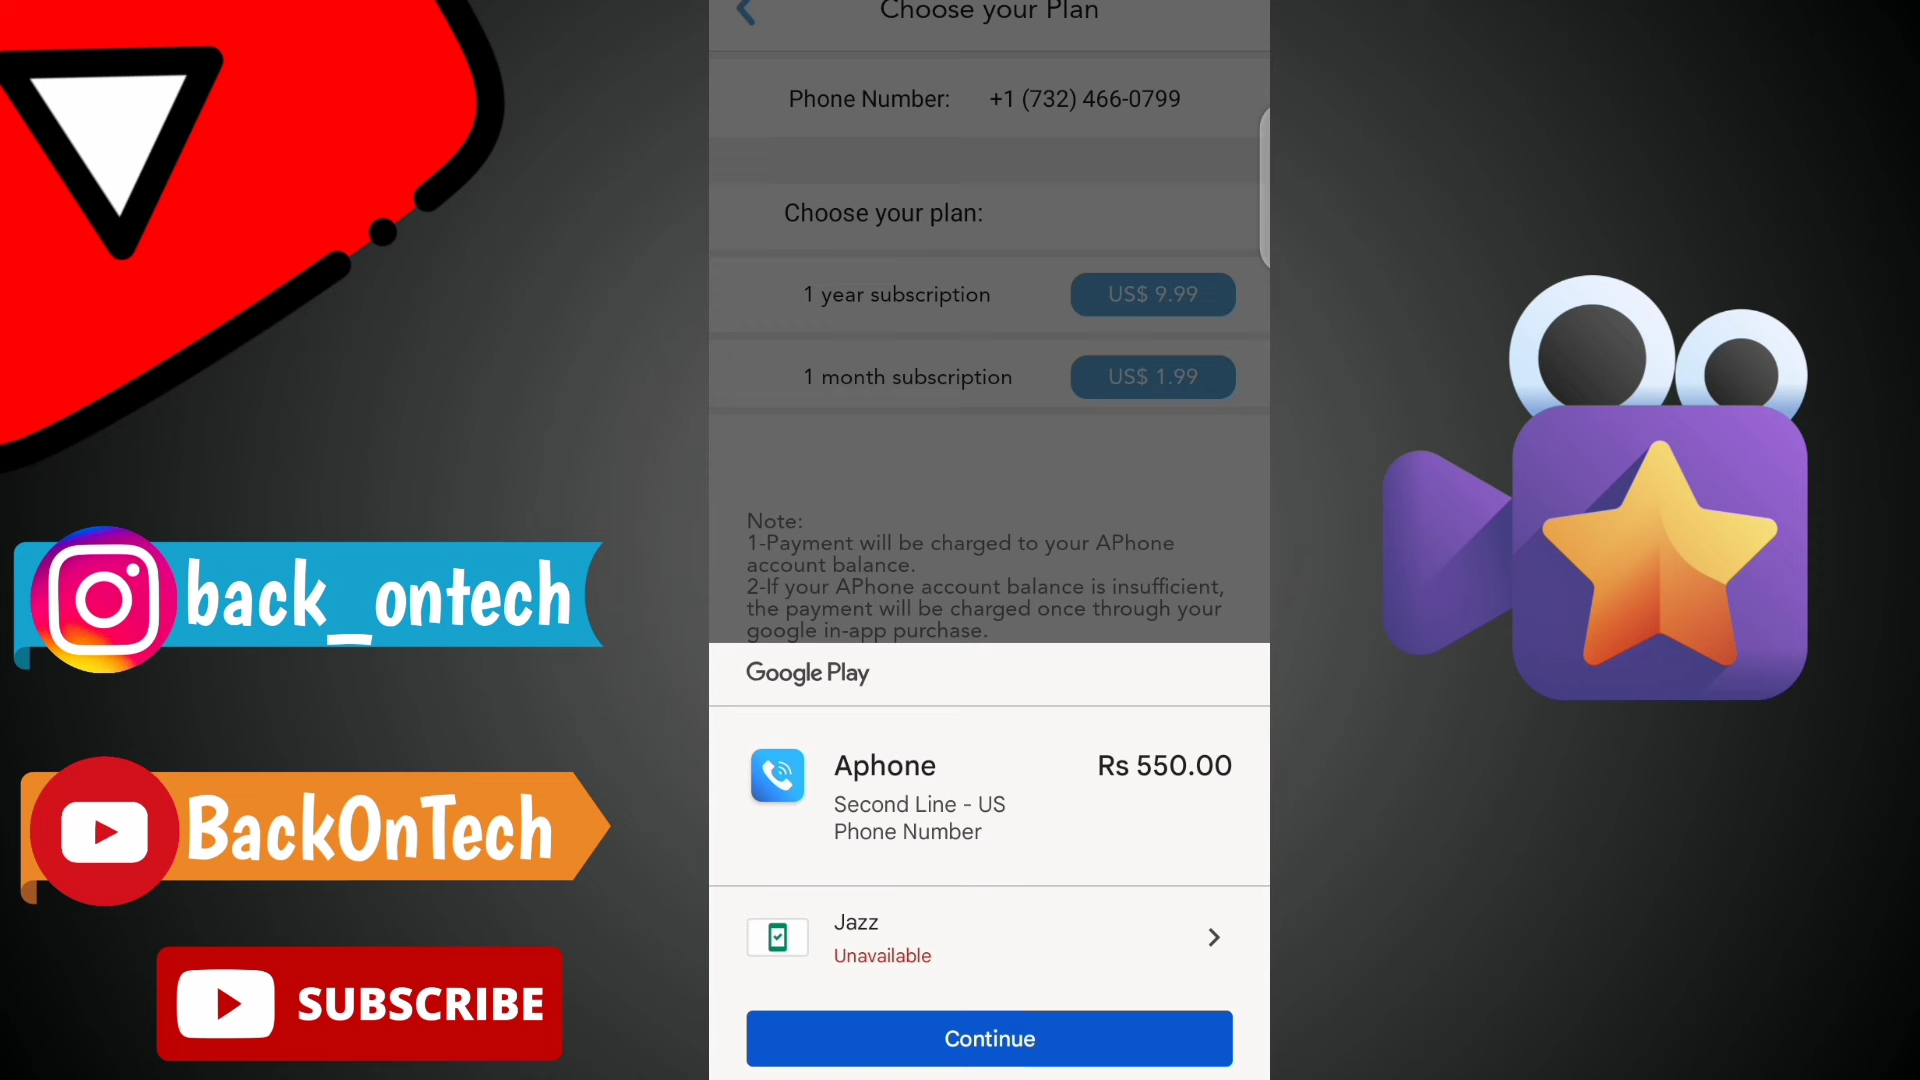 Choose your Plan
Phone Number: +1 (732) 466-0799
Choose your plan:
1 year subscription US$ 9.99
1 month subscription US$ 1.99
Note:
1-Payment will be charged to your APhone
account balance.
2-If your APhone account balance is insufficient,
the payment will be charged once through your
google in-app purchase.
Google Play
Aphone Rs 550.00
Second Line - US
Phone Number
Jazz
Unavailable
Continue
back_ontech
BackOnTech
SUBSCRIBE